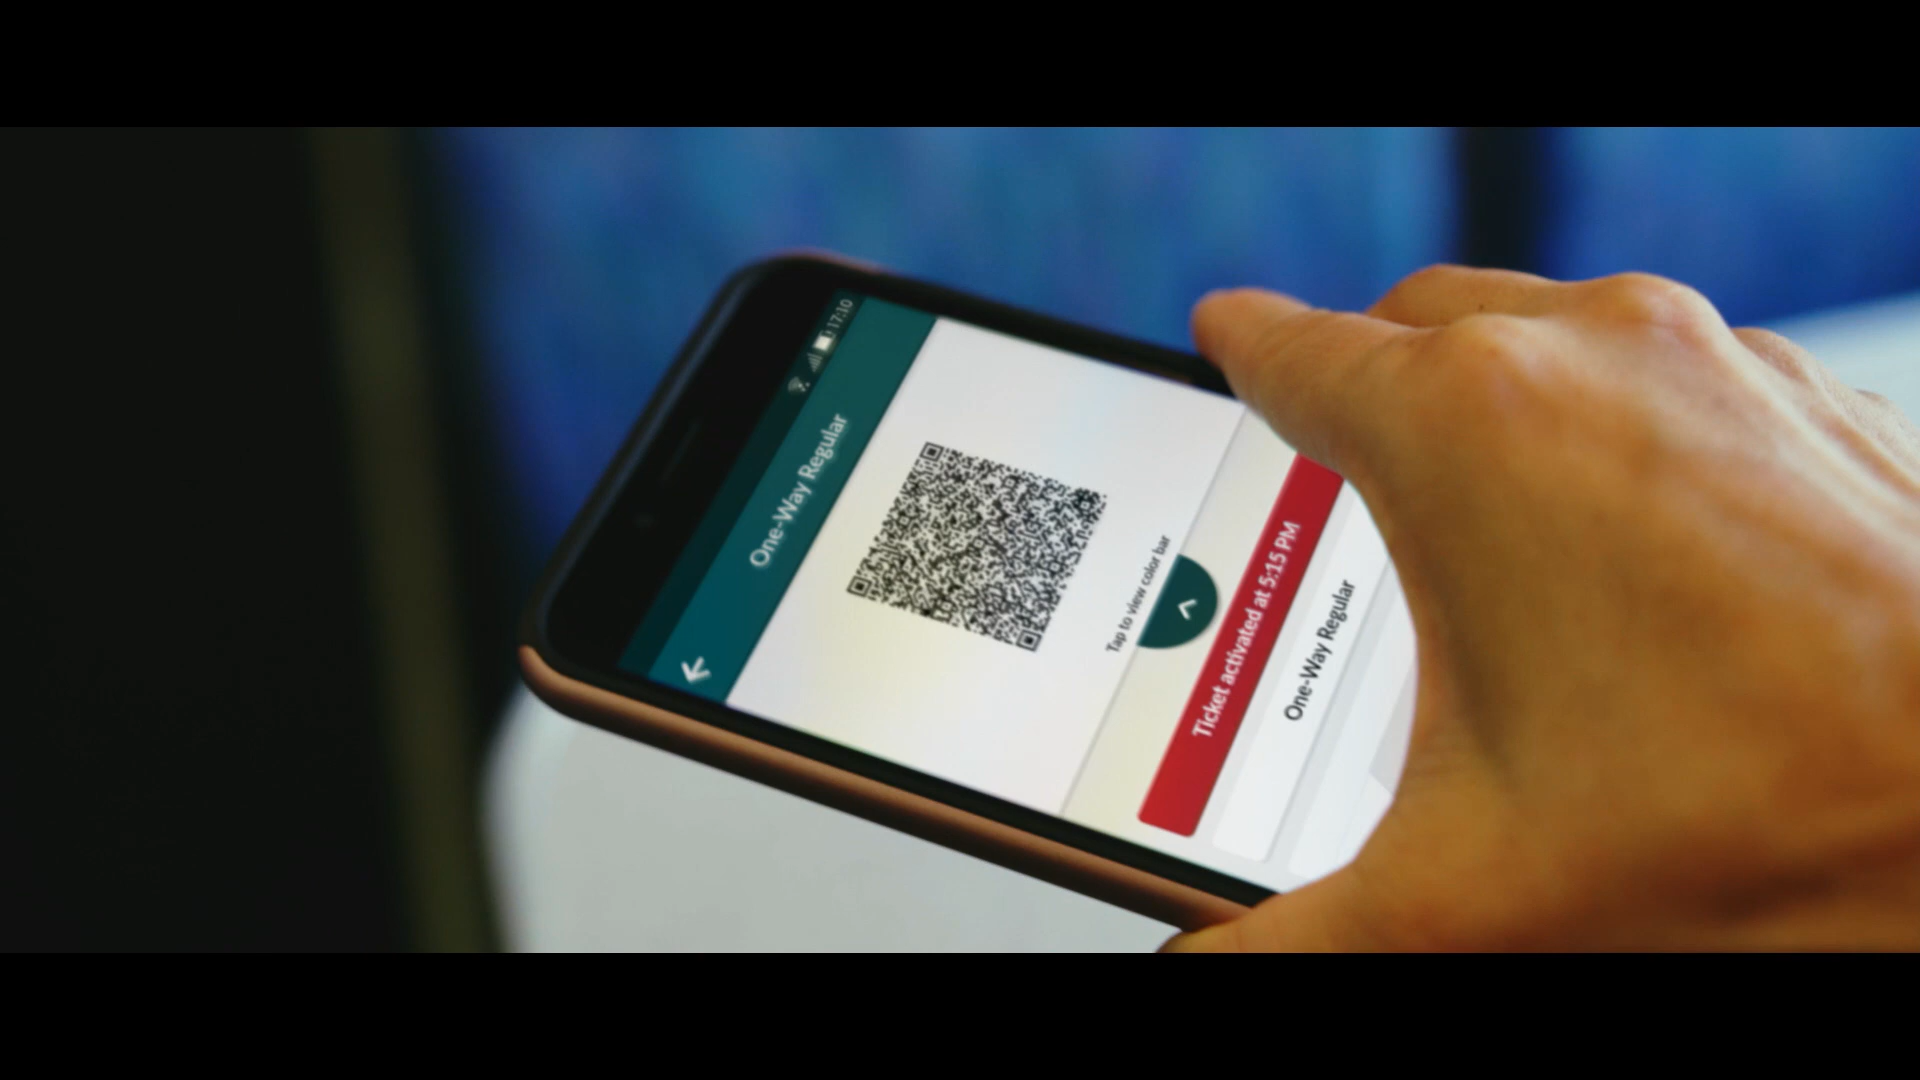 17:10
One-Way Regular
Tap to view color bar
Ticket activated at 5:15 PM
One-Way Regular